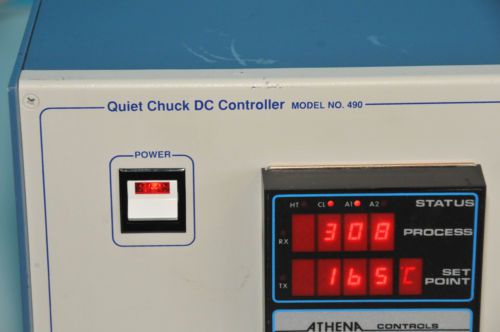 Quiet Chuck DC Controller MODEL NO. 490
POWER
HT CL A1 A2 STATUS
RX 308 PROCESS
TX 165C SET POINT
ATHENA CONTROLS